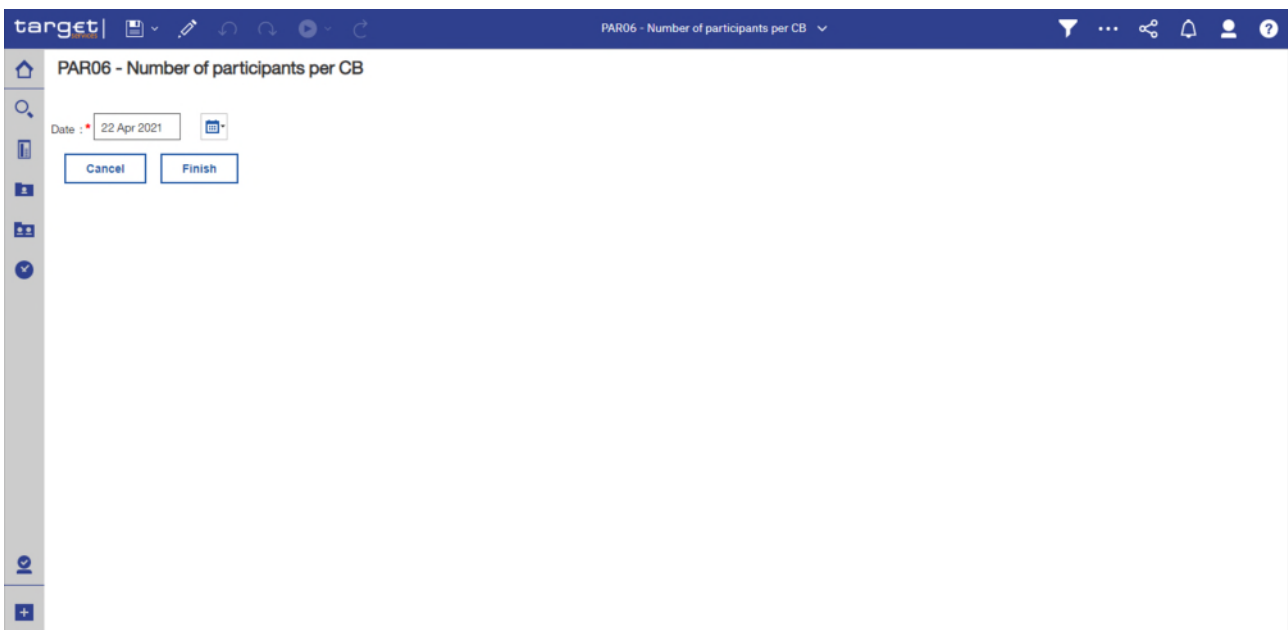 target|
services
PAR06 - Number of participants per CB
PAR06 - Number of participants per CB
Date : * 22 Apr 2021
Cancel Finish